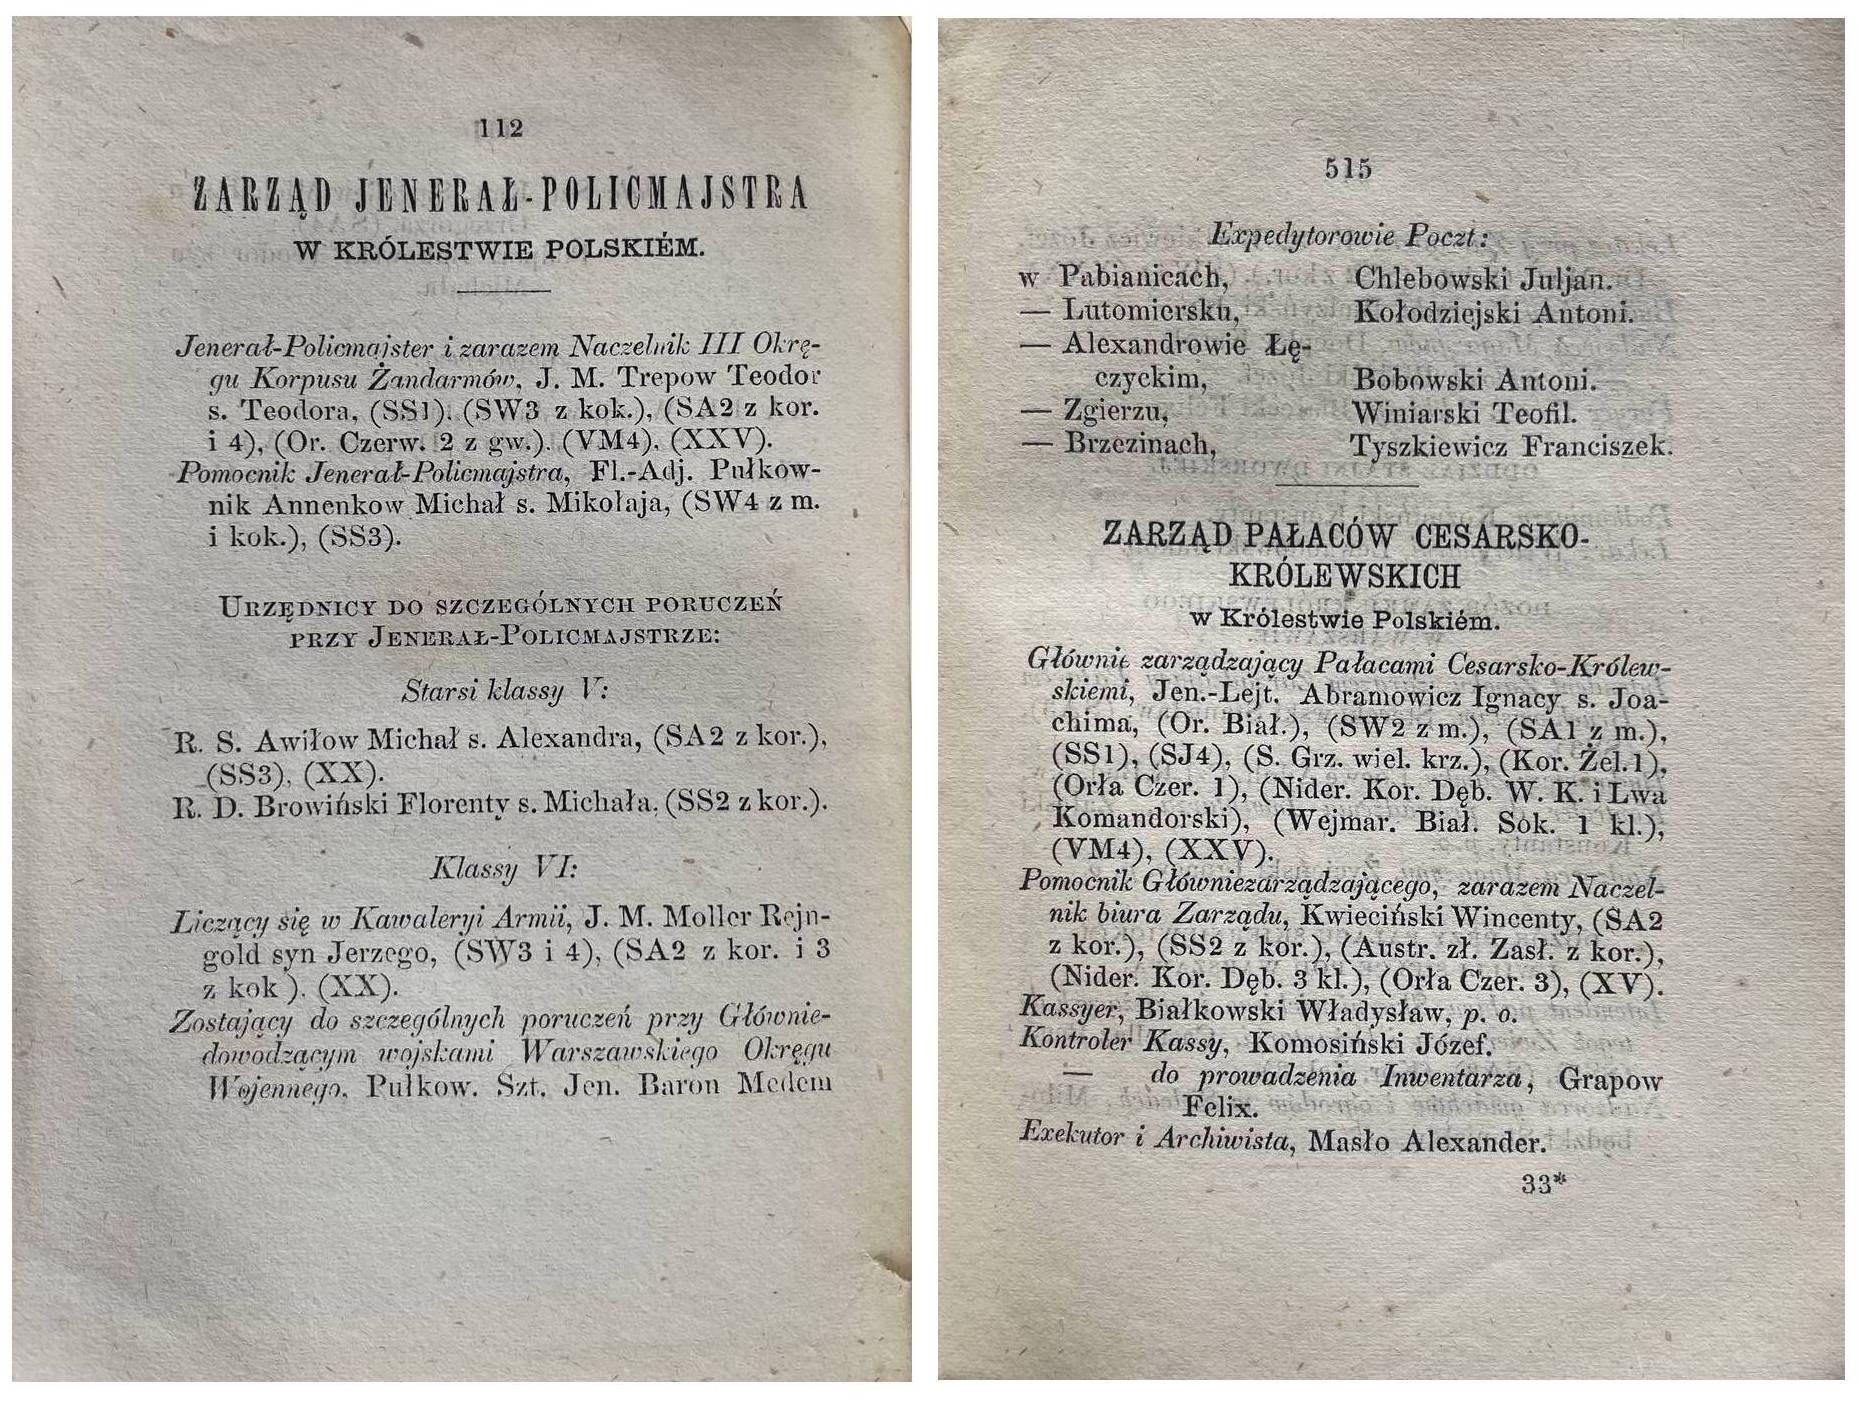 112
ZARZĄD JENERAŁ-POLICMAJSTRA
W KRÓLESTWIE POLSKIÉM.
Jenerał-Policmajster i zarazem Naczelnik III Okrę-
gu Korpusu Żandarmów, J. M. Trepow Teodor
s. Teodora, (SS1). (SW3 z kok.), (SA2 z kor.
i 4), (Or. Czerw. 2 z gw.). (VM4). (XXV).
Pomocnik Jenerał-Policmajstra, Fl.-Adj. Pułkow-
nik Annenkow Michał s. Mikołaja, (SW4 z m.
i kok.), (SS3).
URZĘDNICY DO SZCZEGÓLNYCH PORUCZEŃ
PRZY JENERAŁ-POLICMAJSTRZE:
Starsi klassy V:
R. S. Awiłow Michał s. Alexandra, (SA2 z kor.),
(SS3), (XX).
R. D. Browiński Florenty s. Michała, (SS2 z kor.).
Klassy VI:
Liczący się w Kawaleryi Armii, J. M. Moller Rejn-
gold syn Jerzego, (SW3 i 4), (SA2 z kor. i 3
z kok ). (XX).
Zostający do szczególnych poruczeń przy Głównie-
dowodzącym wojskami Warszawskiego Okręgu
Wojennego, Pułkow. Szt. Jen. Baron Medem
515
Expedytorowie Poczt:
w Pabianicach, Chlebowski Juljan.
— Lutomiersku, Kołodziejski Antoni.
— Alexandrowie Łę-
czyckim, Bobowski Antoni.
— Zgierzu, Winiarski Teofil.
— Brzezinach, Tyszkiewicz Franciszek.
ZARZĄD PAŁACÓW CESARSKO-
KRÓLEWSKICH
w Królestwie Polskiém.
Głównie zarządzający Pałacami Cesarsko-Królew-
skiemi, Jen.-Lejt. Abramowicz Ignacy s. Joa-
chima, (Or. Biał.), (SW2 z m.), (SA1 z m.),
(SS1), (SJ4), (S. Grz. wiel. krz.), (Kor. Żel. 1),
(Orła Czer. 1), (Nider. Kor. Dęb. W. K. i Lwa
Komandorski), (Wejmar. Biał. Sok. 1 kl.),
(VM4), (XXV).
Pomocnik Główniezarządzającego, zarazem Naczel-
nik biura Zarządu, Kwieciński Wincenty, (SA2
z kor.), (SS2 z kor.), (Austr. zł. Zasł. z kor.),
(Nider. Kor. Dęb. 3 kl.), (Orła Czer. 3), (XV).
Kassyer, Białkowski Władysław, p. o.
Kontroler Kassy, Komosiński Józef.
— do prowadzenia Inwentarza, Grapow
Felix.
Exekutor i Archiwista, Masło Alexander.
33*